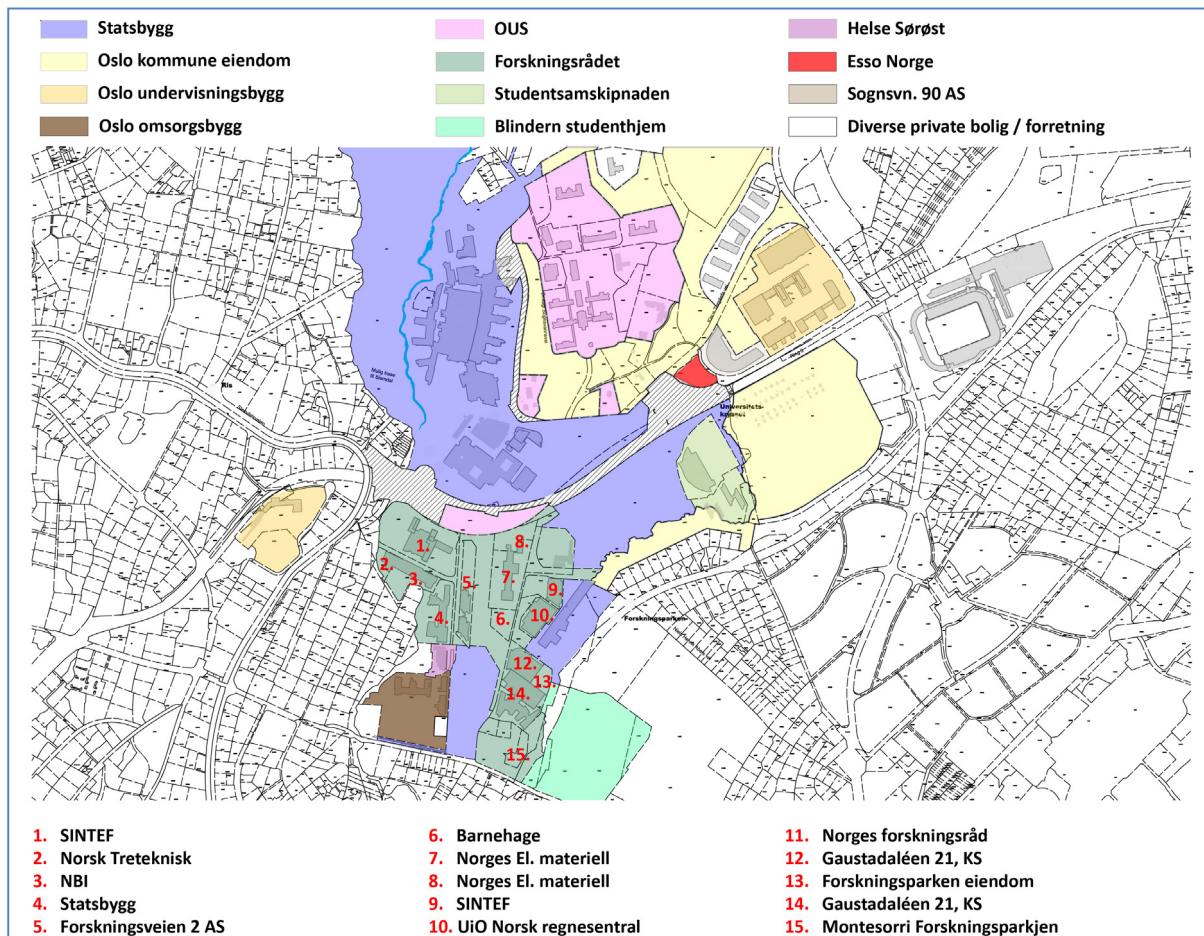 Statsbygg
Oslo kommune eiendom
Oslo undervisningsbygg
Oslo omsorgsbygg
OUS
Forskningsrådet
Studentsamskipnaden
Blindern studenthjem
Helse Sørøst
Esso Norge
Sognsvn. 90 AS
Diverse private bolig / forretning
Ris
Universitets-
Forskningsparken
1.
2.
3.
4.
5.
6.
7.
8.
9.
10.
12.
13.
14.
15.
1. SINTEF
2. Norsk Treteknisk
3. NBI
4. Statsbygg
5. Forskningsveien 2 AS
6. Barnehage
7. Norges El. materiell
8. Norges El. materiell
9. SINTEF
10. UiO Norsk regnesentral
11. Norges forskningsråd
12. Gaustadaléen 21, KS
13. Forskningsparken eiendom
14. Gaustadaléen 21, KS
15. Montesorri Forskningsparkjen